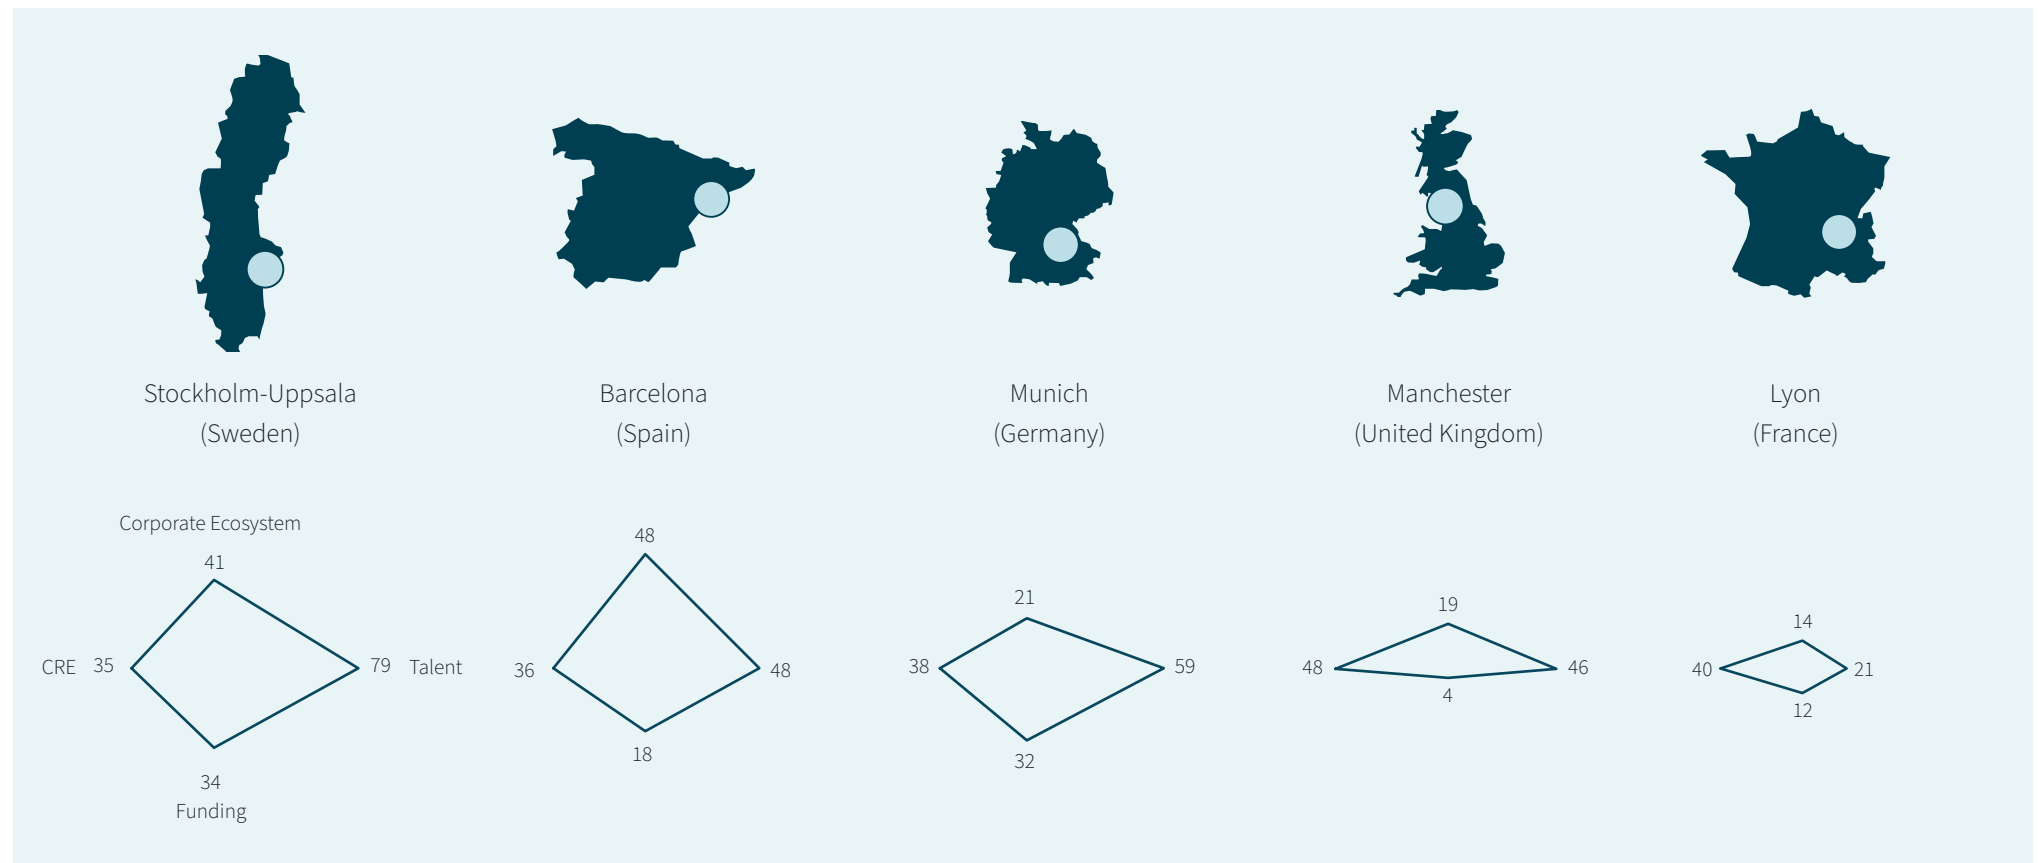 Stockholm-Uppsala
(Sweden)
Barcelona
(Spain)
Munich
(Germany)
Manchester
(United Kingdom)
Lyon
(France)
Corporate Ecosystem
41
CRE 35
79 Talent
34
Funding
48
36
48
18
21
38
59
32
19
48
46
4
14
40
21
12